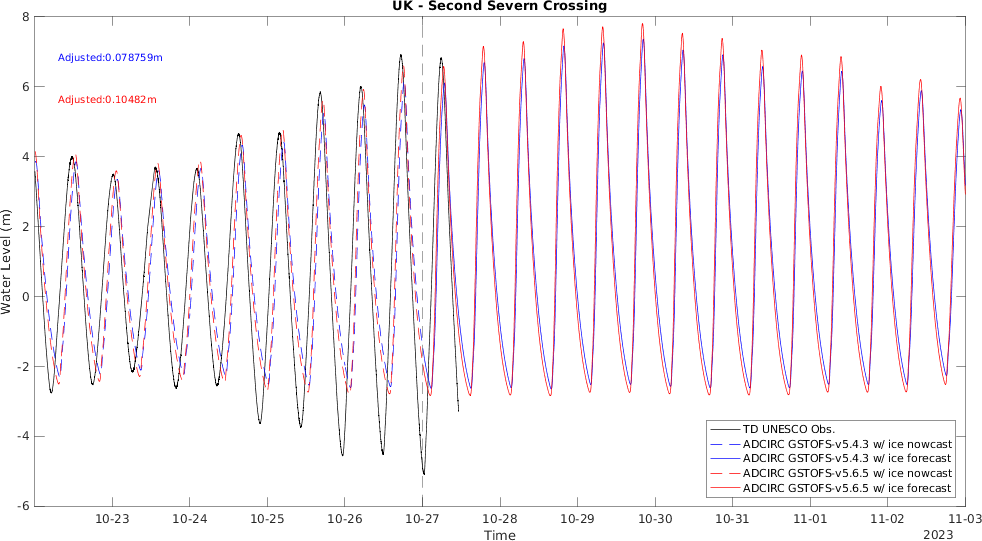 UK - Second Severn Crossing
Adjusted:0.078759m
Adjusted:0.10482m
Water Level (m)
8
6
4
2
0
-2
-4
-6
TD UNESCO Obs.
ADCIRC GSTOFS-v5.4.3 w/ ice nowcast
ADCIRC GSTOFS-v5.4.3 w/ ice forecast
ADCIRC GSTOFS-v5.6.5 w/ ice nowcast
ADCIRC GSTOFS-v5.6.5 w/ ice forecast
10-23 10-24 10-25 10-26 10-27 10-28 10-29 10-30 10-31 11-01 11-02 11-03
Time
2023